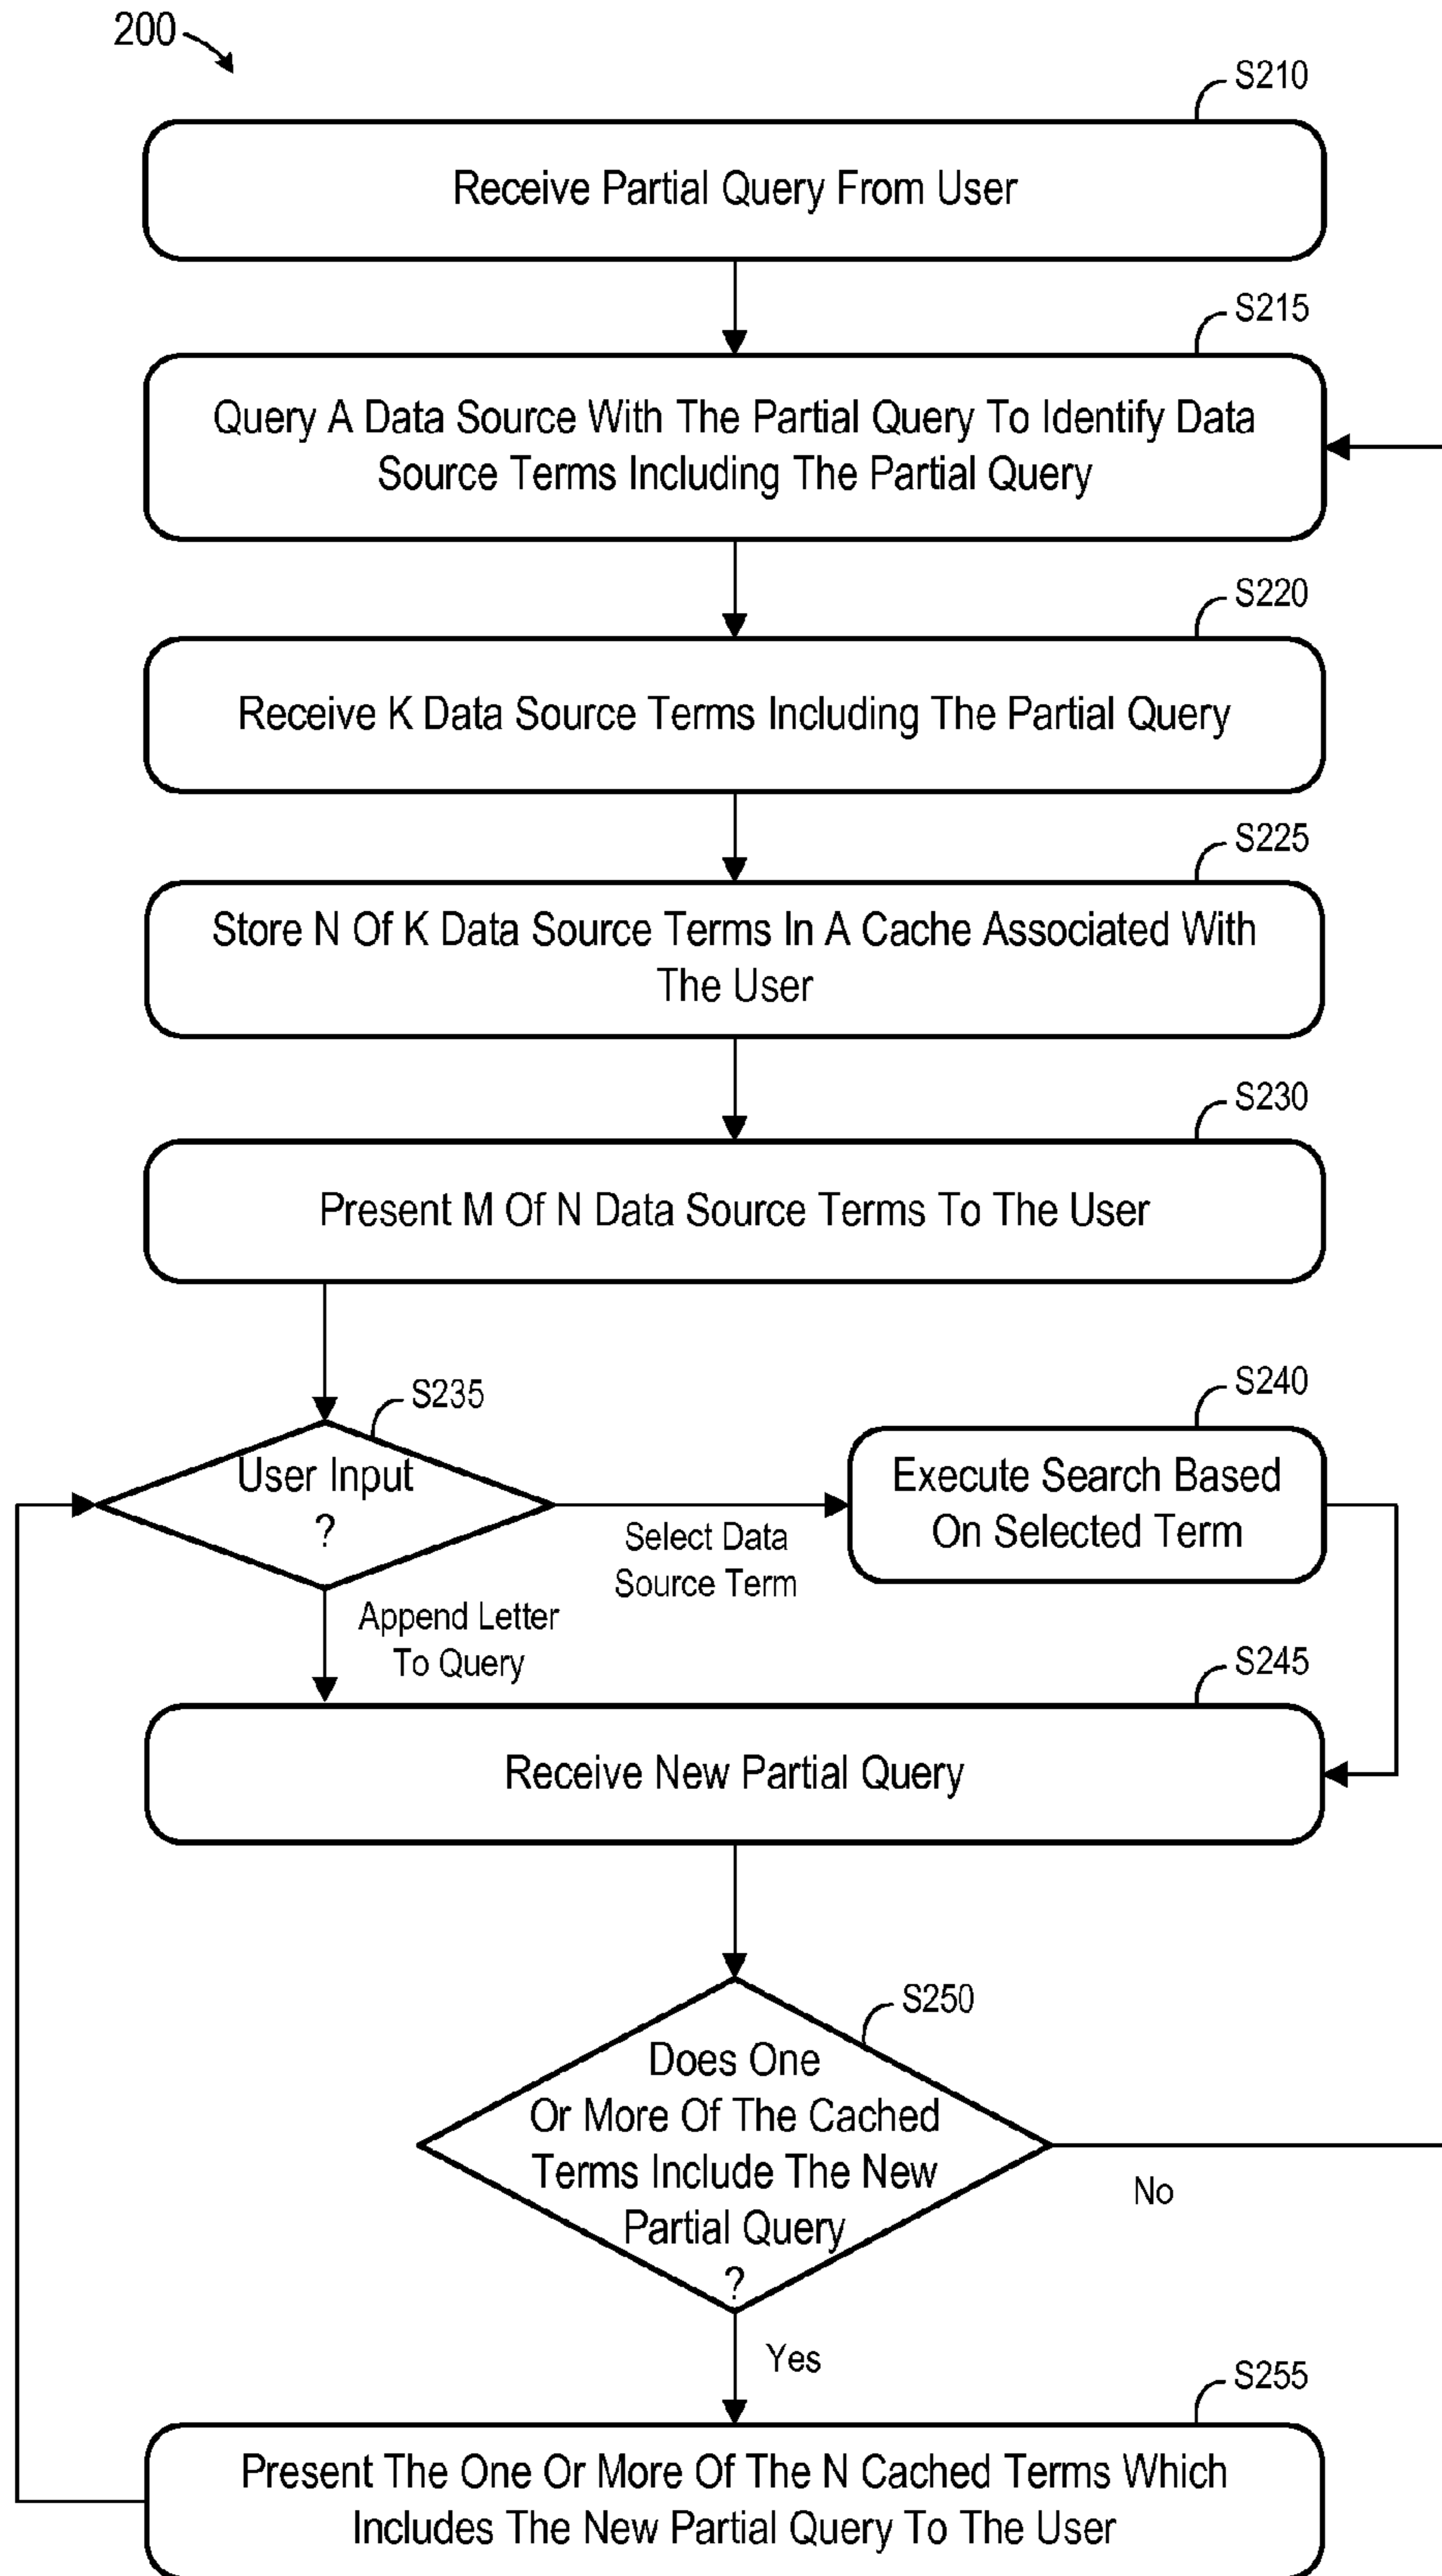 200
S210
Receive Partial Query From User
S215
Query A Data Source With The Partial Query To Identify Data
Source Terms Including The Partial Query
S220
Receive K Data Source Terms Including The Partial Query
S225
Store N Of K Data Source Terms In A Cache Associated With
The User
S230
Present M Of N Data Source Terms To The User
S235
User Input
?
Select Data
Source Term
S240
Execute Search Based
On Selected Term
Append Letter
To Query
S245
Receive New Partial Query
S250
Does One
Or More Of The Cached
Terms Include The New
Partial Query
?
No
Yes
S255
Present The One Or More Of The N Cached Terms Which
Includes The New Partial Query To The User